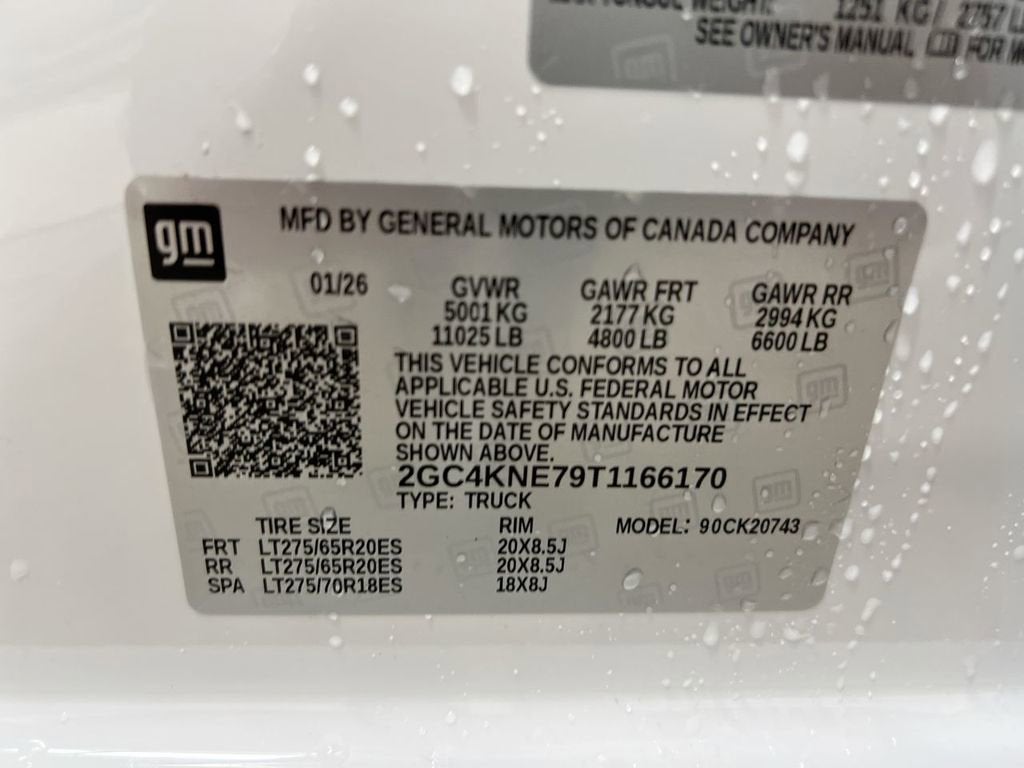 WEIGHT: 1251 KG / 2757
SEE OWNER'S MANUAL FOR
gm
MFD BY GENERAL MOTORS OF CANADA COMPANY
01/26 GVWR GAWR FRT GAWR RR
5001 KG 2177 KG 2994 KG
11025 LB 4800 LB 6600 LB
THIS VEHICLE CONFORMS TO ALL
APPLICABLE U.S. FEDERAL MOTOR
VEHICLE SAFETY STANDARDS IN EFFECT
ON THE DATE OF MANUFACTURE
SHOWN ABOVE.
2GC4KNE79T1166170
TYPE: TRUCK
TIRE SIZE RIM MODEL: 90CK20743
FRT LT275/65R20ES 20X8.5J
RR LT275/65R20ES 20X8.5J
SPA LT275/70R18ES 18X8J